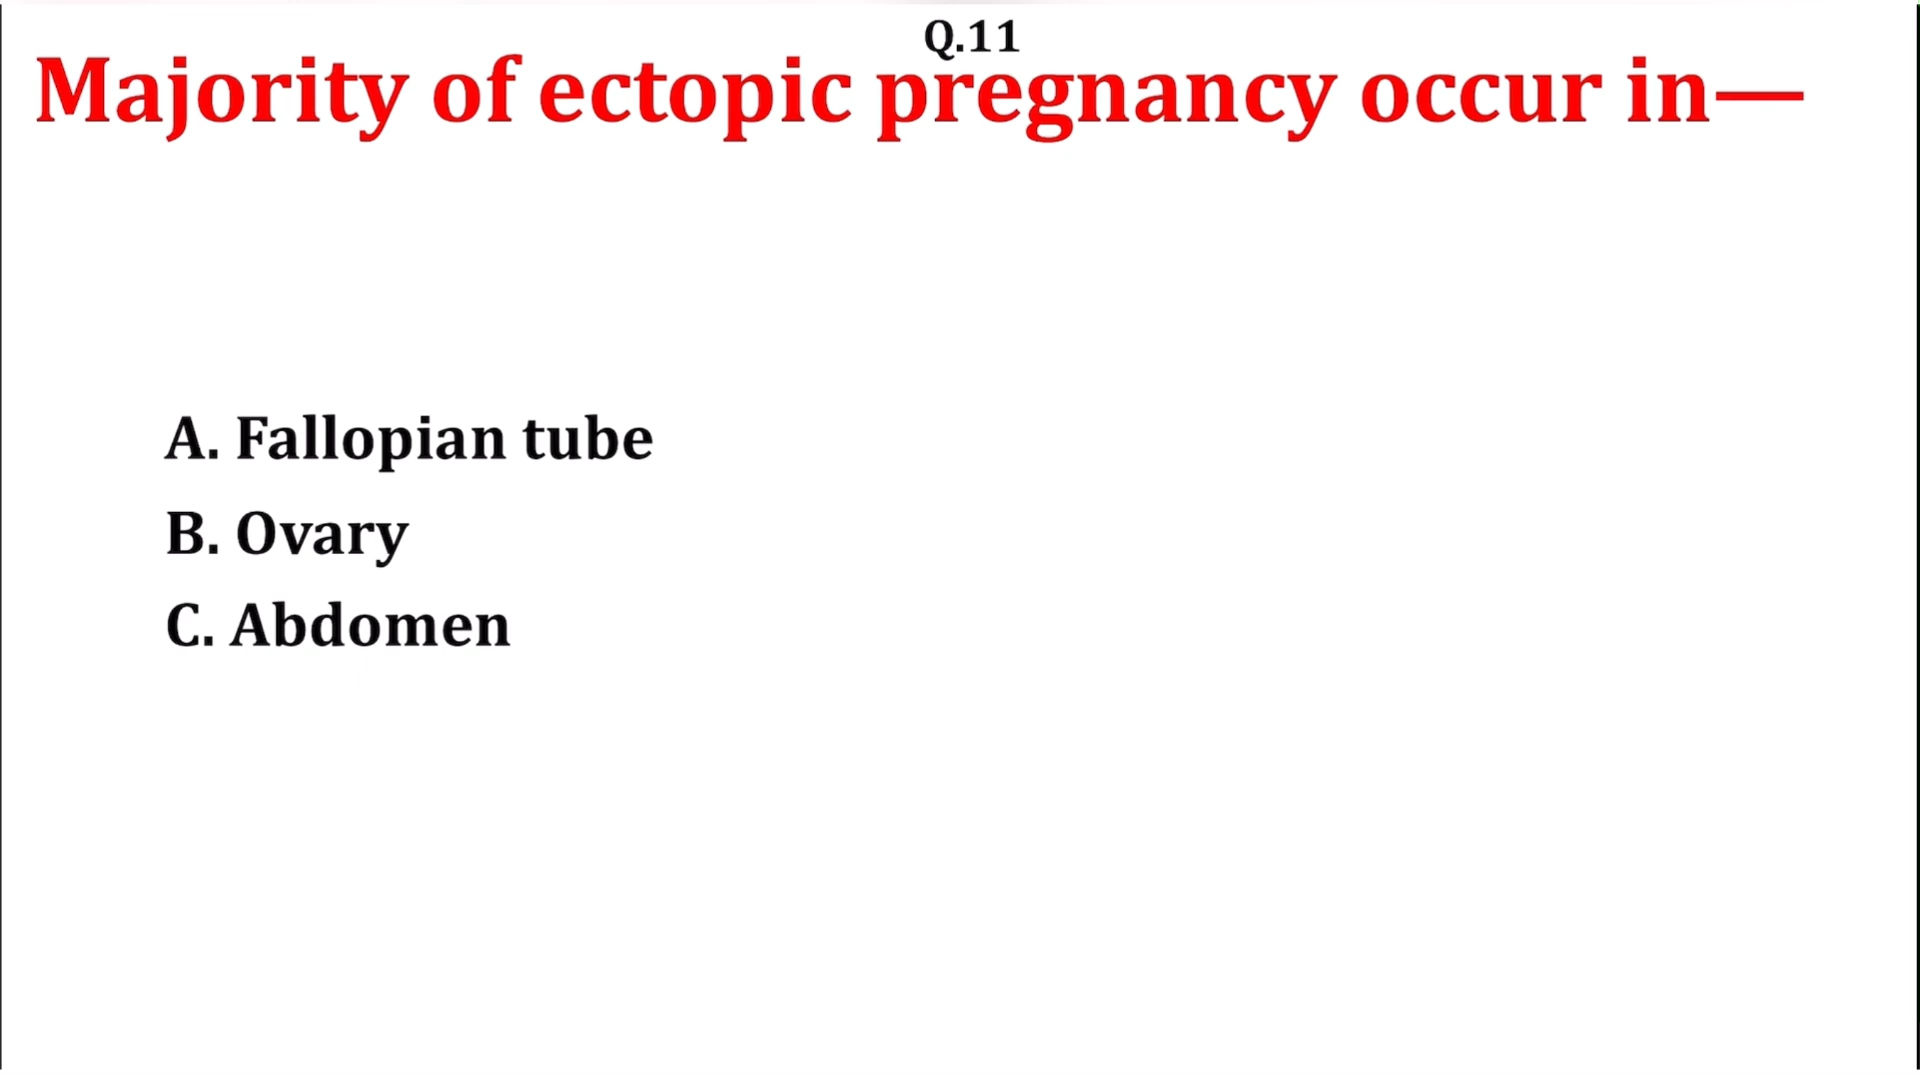 Q.11
Majority of ectopic pregnancy occur in—
A. Fallopian tube
B. Ovary
C. Abdomen